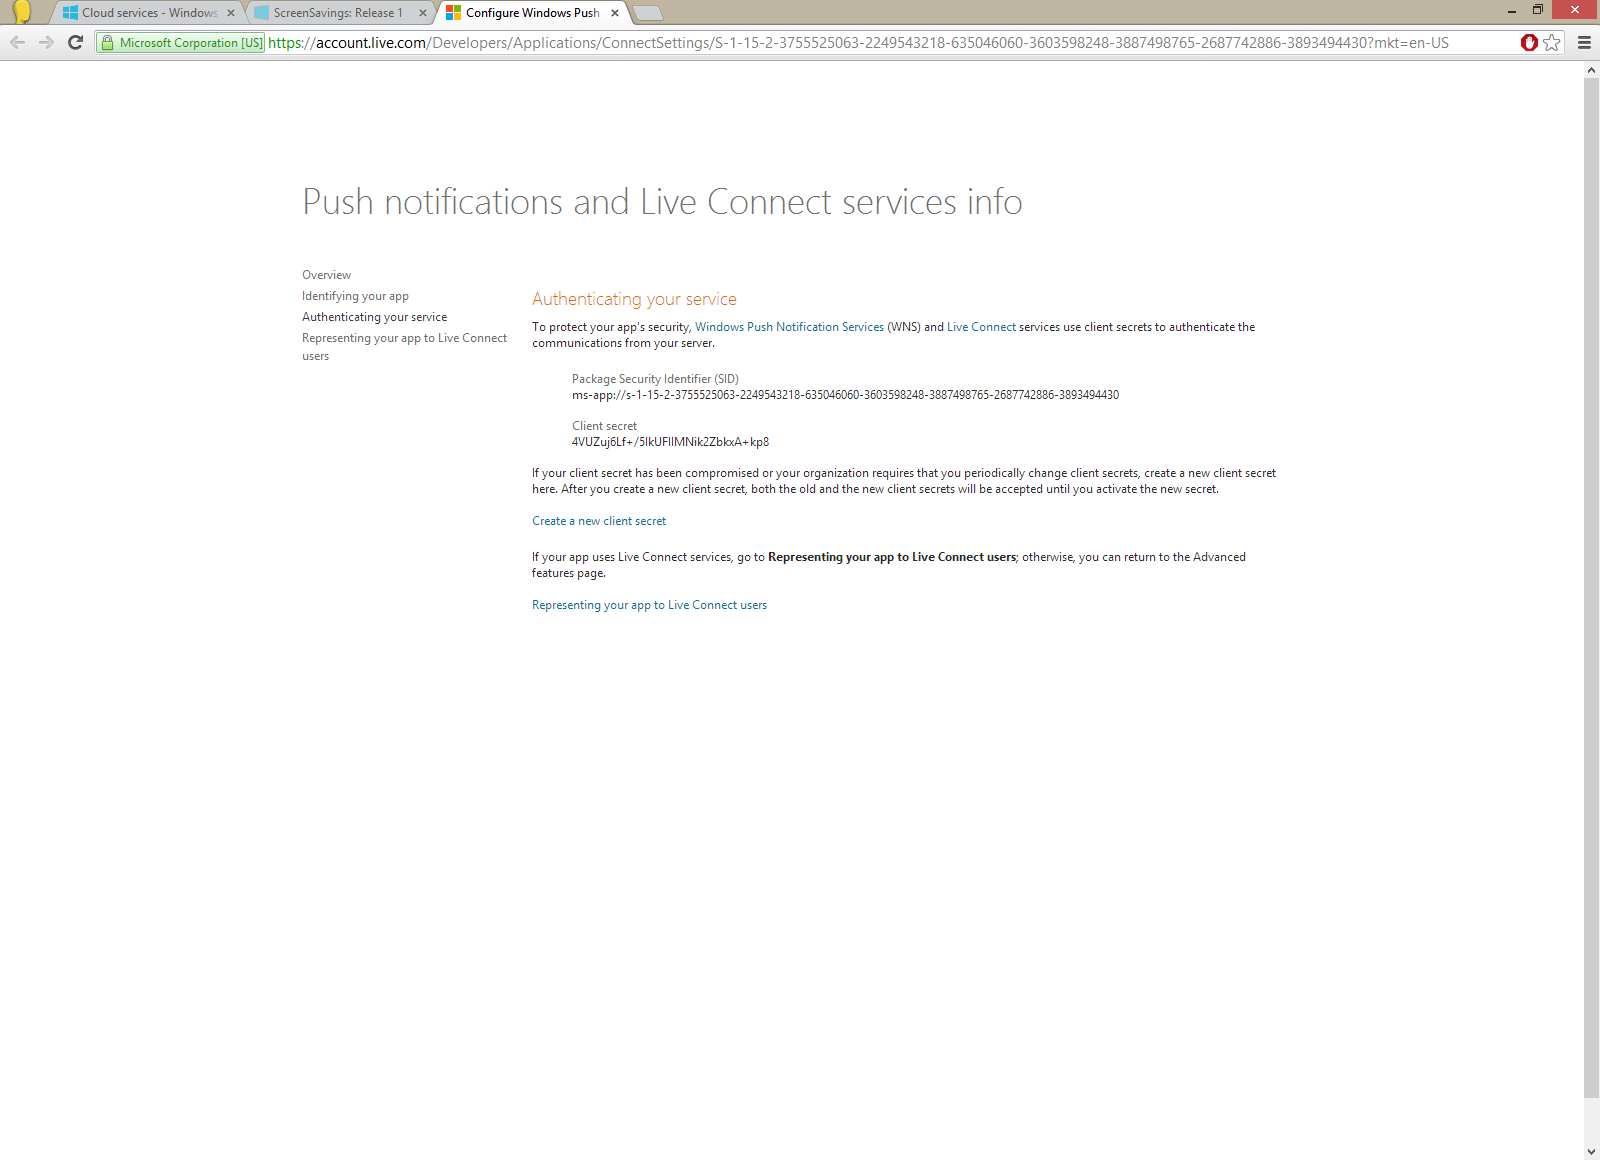 Cloud services - Windows
ScreenSavings: Release 1
Configure Windows Push
Microsoft Corporation [US] https://account.live.com/Developers/Applications/ConnectSettings/S-1-15-2-3755525063-2249543218-635046060-3603598248-3887498765-2687742886-3893494430?mkt=en-US
Push notifications and Live Connect services info
Overview
Identifying your app
Authenticating your service
Representing your app to Live Connect
users
Authenticating your service
To protect your app's security, Windows Push Notification Services (WNS) and Live Connect services use client secrets to authenticate the
communications from your server.
Package Security Identifier (SID)
ms-app://s-1-15-2-3755525063-2249543218-635046060-3603598248-3887498765-2687742886-3893494430
Client secret
4VUZuj6Lf+/5lkUFIIMNik2ZbkxA+kp8
If your client secret has been compromised or your organization requires that you periodically change client secrets, create a new client secret
here. After you create a new client secret, both the old and the new client secrets will be accepted until you activate the new secret.
Create a new client secret
If your app uses Live Connect services, go to Representing your app to Live Connect users; otherwise, you can return to the Advanced
features page.
Representing your app to Live Connect users